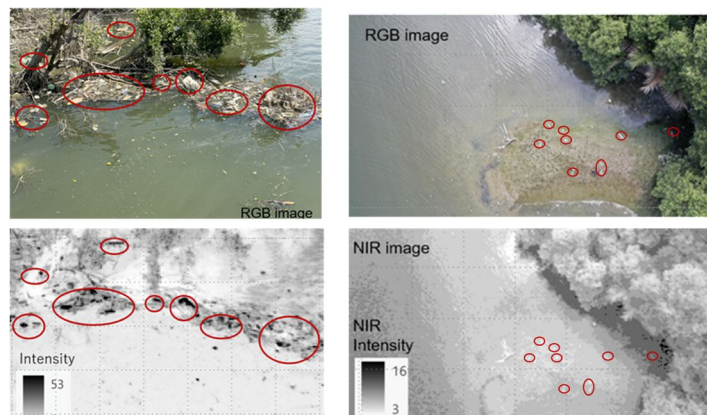 RGB image
RGB image
Intensity
53
NIR image
NIR
Intensity
16
3